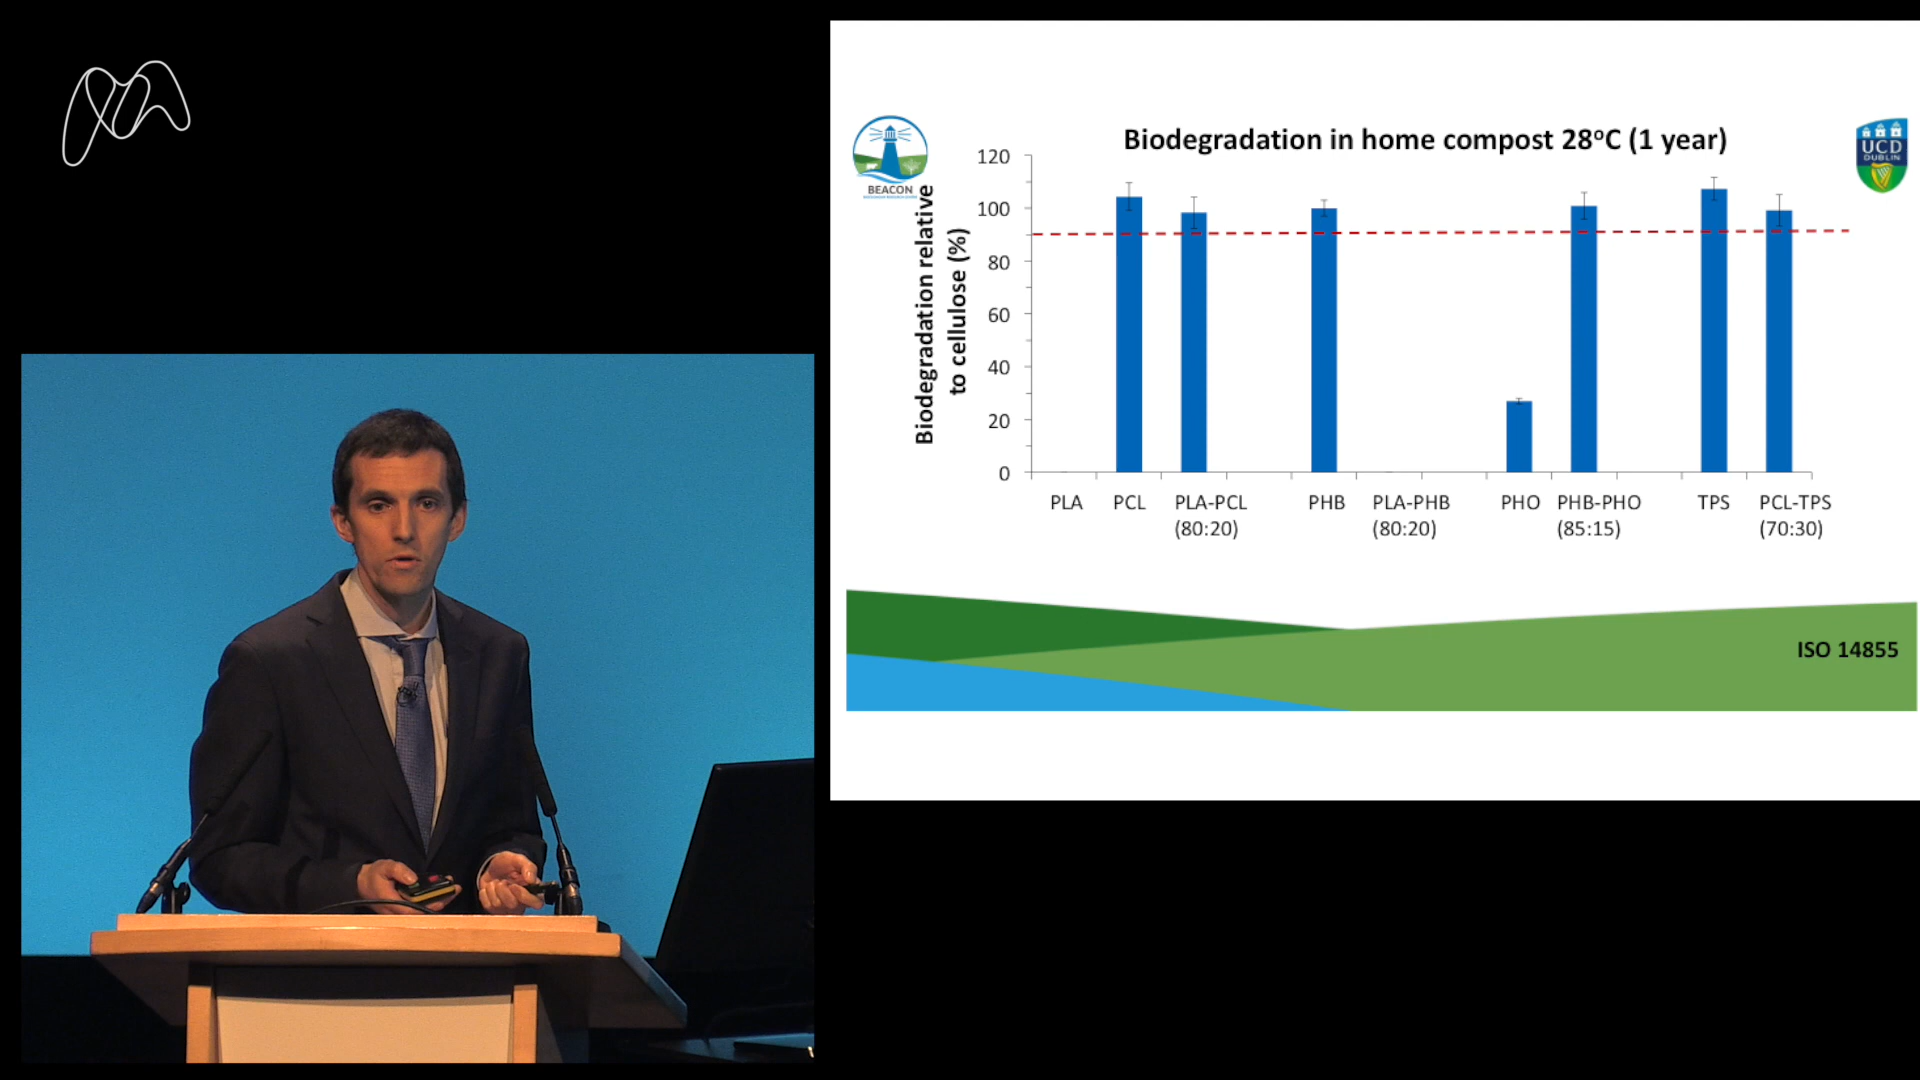 Biodegradation in home compost 28°C (1 year)
BEACON
UCD
DUBLIN
Biodegradation relative
to cellulose (%)
120
100
80
60
40
20
0
PLA PCL PLA-PCL PHB PLA-PHB PHO PHB-PHO TPS PCL-TPS
(80:20) (80:20) (85:15) (70:30)
ISO 14855